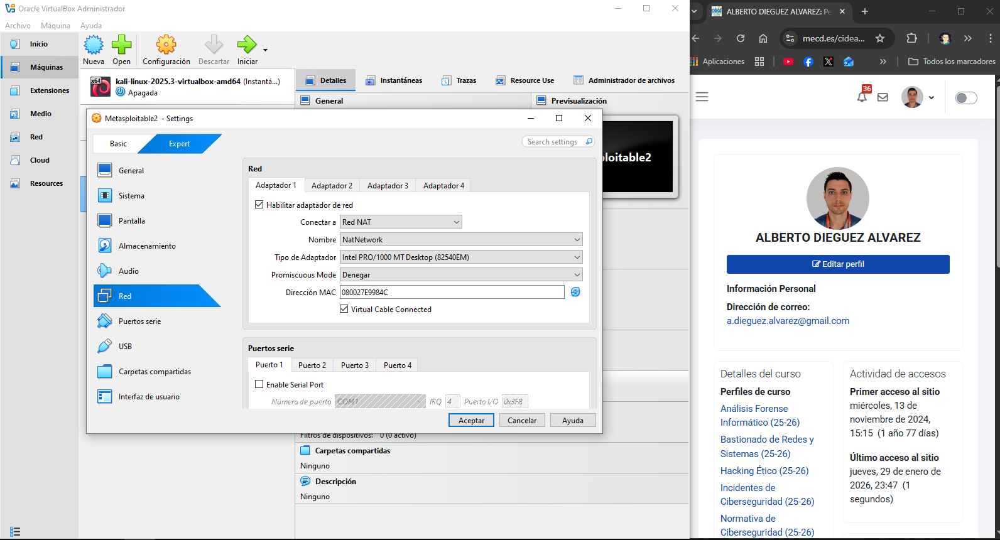 Oracle VirtualBox Administrador
Archivo Máquina Ayuda
Inicio
Máquinas
Extensiones
Medio
Red
Cloud
Resources
Nueva Open Configuración Descartar Iniciar
kali-linux-2025.3-virtualbox-amd64 (Instantá...)
x64
Apagada
Detalles Instantáneas Trazas Resource Use Administrador de archivos
General
Previsualización
ploitable2
Metasploitable2 - Settings
Basic Expert
Search settings
General
Sistema
Pantalla
Almacenamiento
Audio
Red
Puertos serie
USB
Carpetas compartidas
Interfaz de usuario
Red
Adaptador 1 Adaptador 2 Adaptador 3 Adaptador 4
Habilitar adaptador de red
Conectar a Red NAT
Nombre NatNetwork
Tipo de Adaptador Intel PRO/1000 MT Desktop (82540EM)
Promiscuous Mode Denegar
Dirección MAC 080027E9984C
Virtual Cable Connected
Puertos serie
Puerto 1 Puerto 2 Puerto 3 Puerto 4
Enable Serial Port
Número de puerto COM1 IRQ 4 Puerto I/O 0x3F8
Aceptar Cancelar Ayuda
Filtros de dispositivos: 0 (0 activo)
Carpetas compartidas
Ninguno
Descripción
Ninguno
ALBERTO DIEGUEZ ALVAREZ: Pe
mecd.es/cidea...
Aplicaciones
Todos los marcadores
36
ALBERTO DIEGUEZ ALVAREZ
Editar perfil
Información Personal
Dirección de correo:
a.dieguez.alvarez@gmail.com
Detalles del curso
Perfiles de curso
Análisis Forense
Informático (25-26)
Bastionado de Redes y
Sistemas (25-26)
Hacking Ético (25-26)
Incidentes de
Ciberseguridad (25-26)
Normativa de
Ciberseguridad (25-26)
Actividad de accesos
Primer acceso al sitio
miércoles, 13 de
noviembre de 2024,
15:15 (1 año 77 días)
Último acceso al sitio
jueves, 29 de enero de
2026, 23:47 (1
segundos)